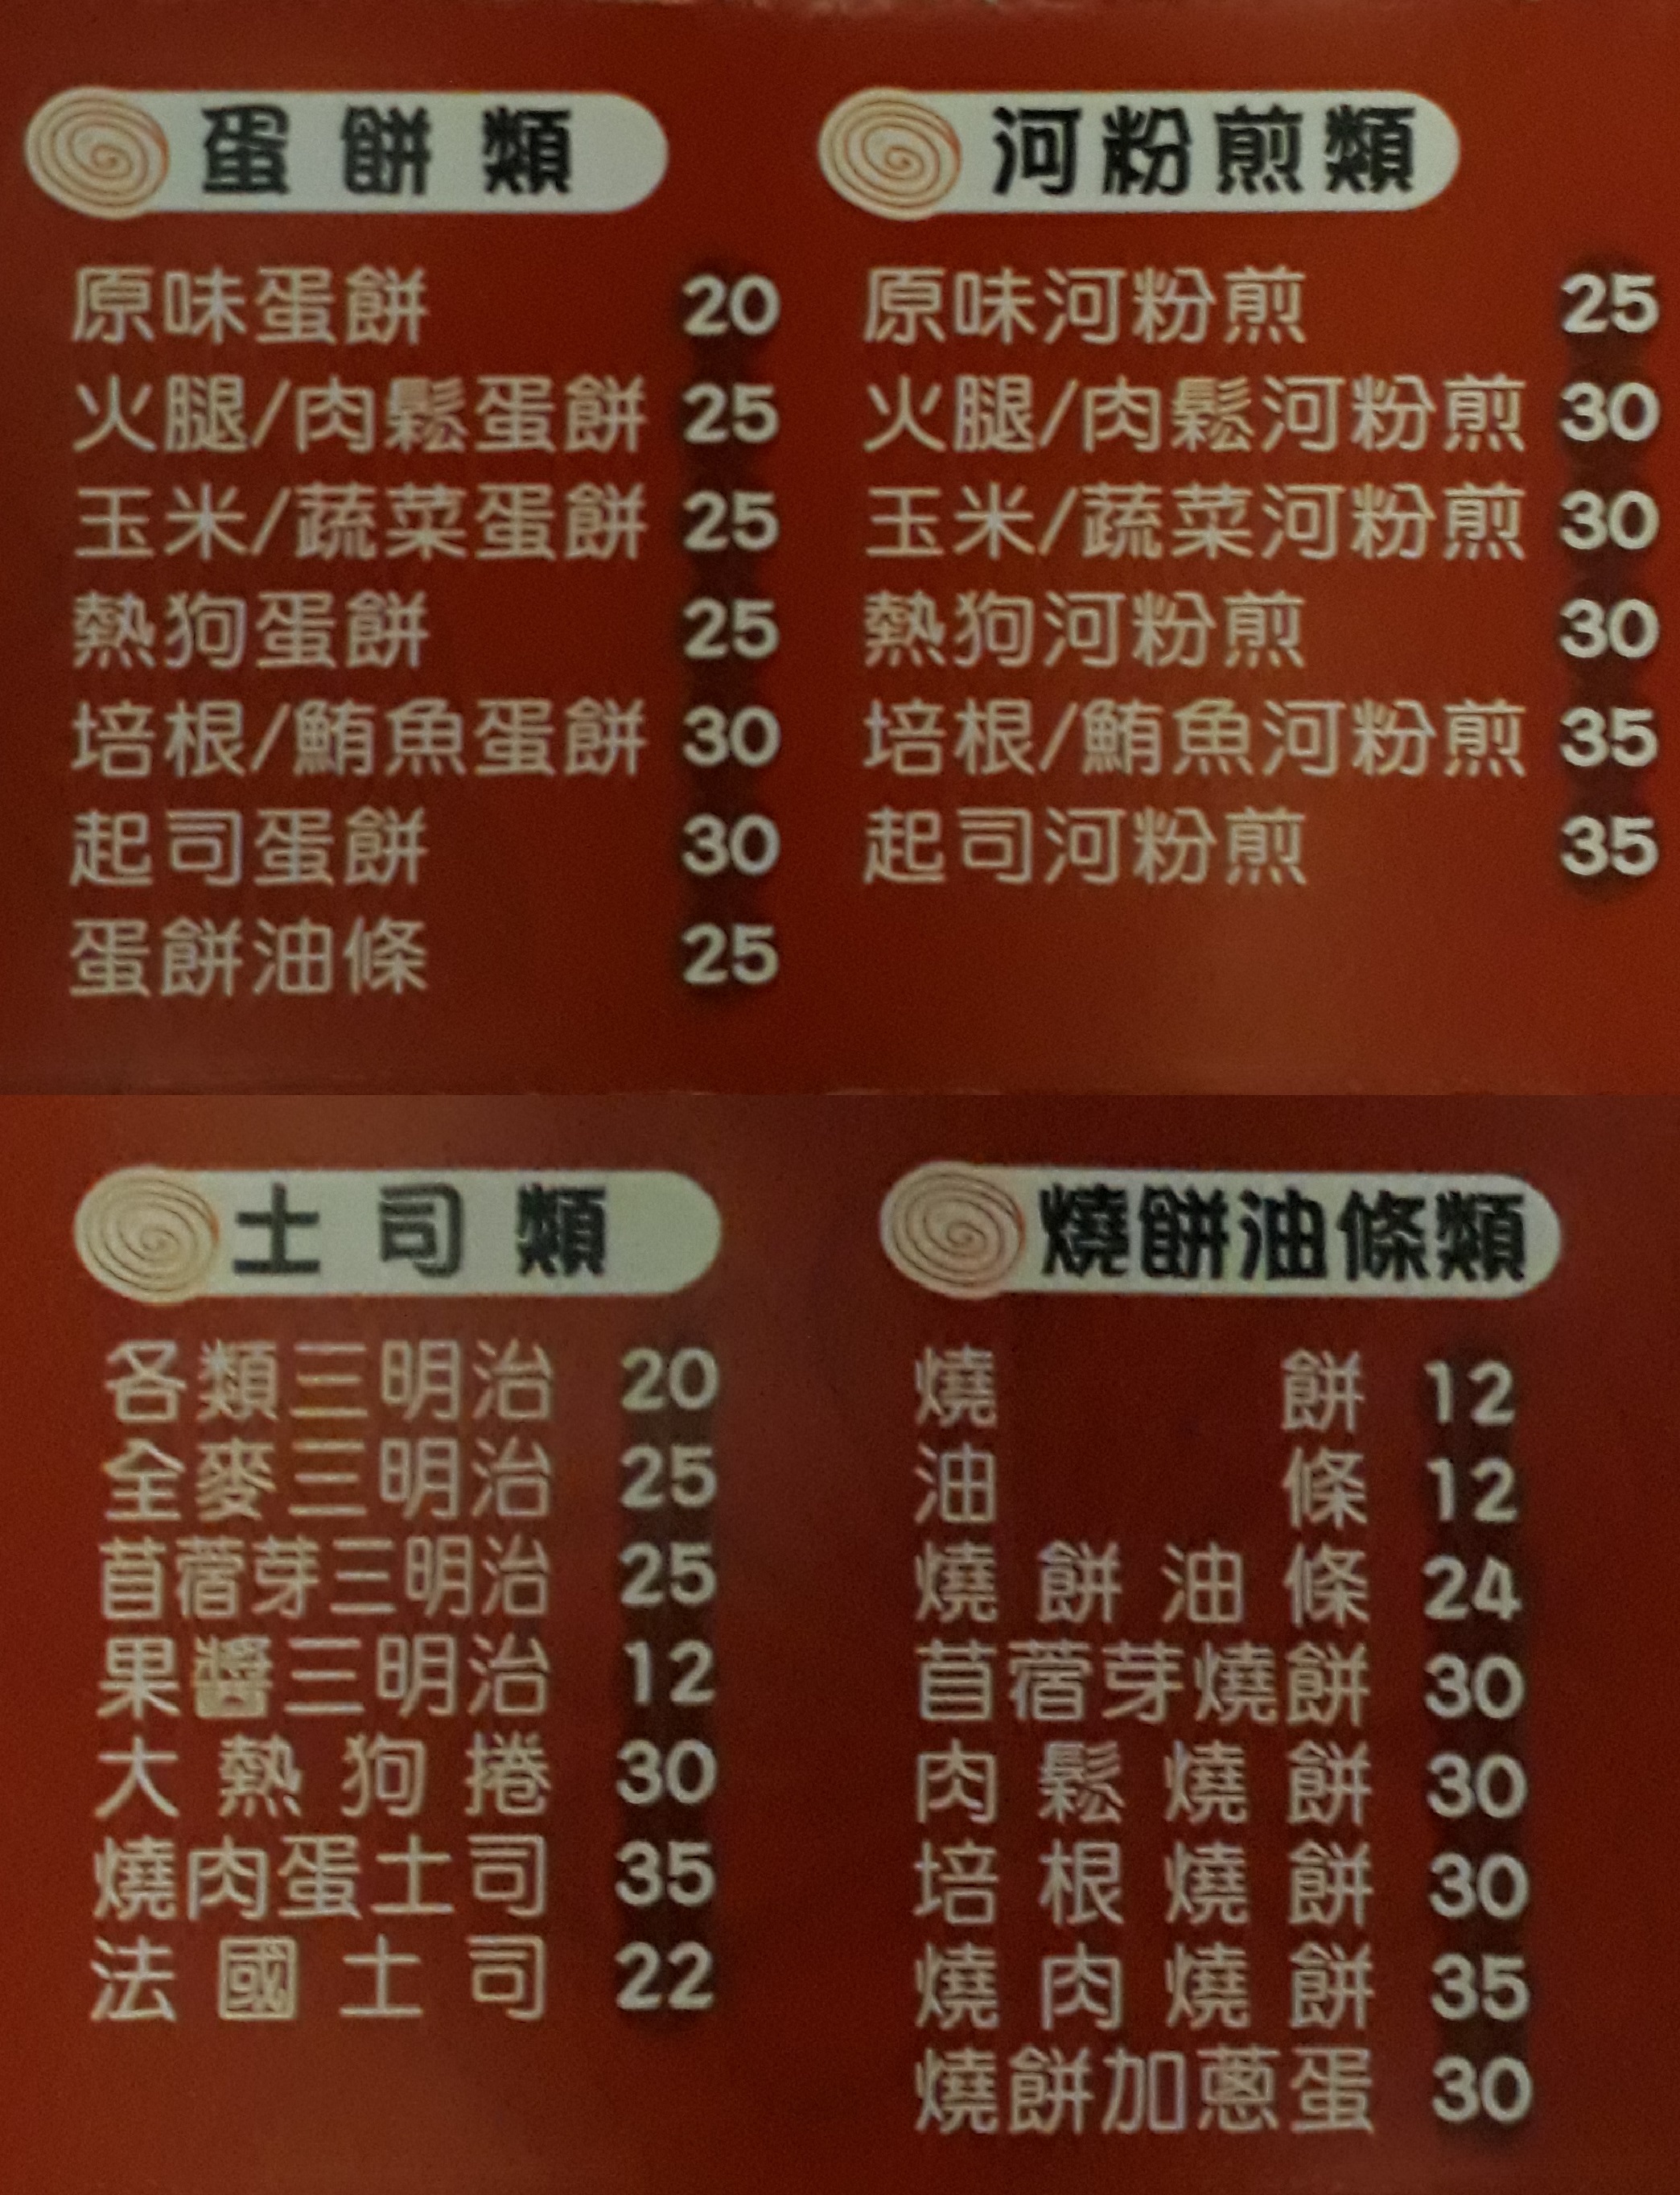 蛋餅類
原味蛋餅 20
火腿/肉鬆蛋餅 25
玉米/蔬菜蛋餅 25
熱狗蛋餅 25
培根/鮪魚蛋餅 30
起司蛋餅 30
蛋餅油條 25
河粉煎類
原味河粉煎 25
火腿/肉鬆河粉煎 30
玉米/蔬菜河粉煎 30
熱狗河粉煎 30
培根/鮪魚河粉煎 35
起司河粉煎 35
土司類
各類三明治 20
全麥三明治 25
苜蓿芽三明治 25
果醬三明治 12
大熱狗捲 30
燒肉蛋土司 35
法國土司 22
燒餅油條類
燒餅 12
油條 12
燒餅油條 24
苜蓿芽燒餅 30
肉鬆燒餅 30
培根燒餅 30
燒肉燒餅 35
燒餅加蔥蛋 30